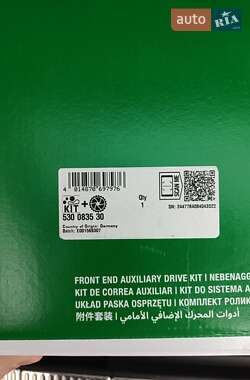 auto RIA
4 014870 697976
Qty
1
SCAN ME
KIT +
530 0835 30
Country of Origin: Germany
FRONT END AUXILIARY DRIVE KIT | NEBENAGG
KIT DE CORREA AUXILIAR | KIT DO SISTEMA A
UKŁAD PASKA OSPRZĘTU | КОМПЛЕКТ РОЛИК
附件套装 | أدوات المحرك الإضافي الأمامي